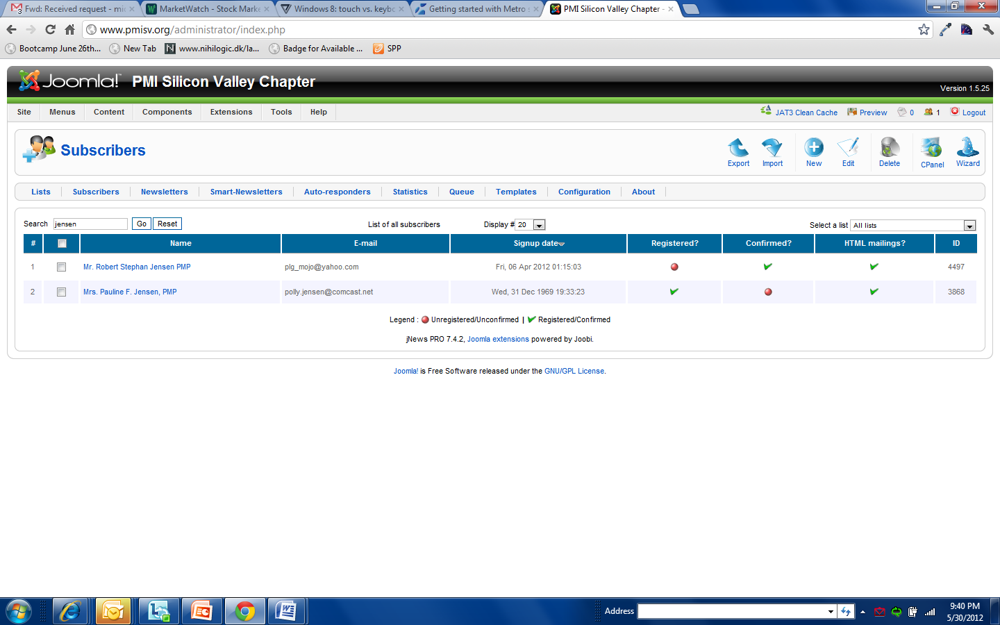 Fwd: Received request - mic
MarketWatch - Stock Marke
Windows 8: touch vs. keybo
Getting started with Metro s
PMI Silicon Valley Chapter -
www.pmisv.org/administrator/index.php
Bootcamp June 26th...
New Tab
www.nihilogic.dk/la...
Badge for Available ...
SPP
Joomla! PMI Silicon Valley Chapter
Version 1.5.25
Site Menus Content Components Extensions Tools Help
JAT3 Clean Cache Preview 0 1 Logout
Subscribers
Export Import New Edit Delete CPanel Wizard
Lists Subscribers Newsletters Smart-Newsletters Auto-responders Statistics Queue Templates Configuration About
Search jensen Go Reset List of all subscribers Display # 20 Select a list All lists
# Name E-mail Signup date Registered? Confirmed? HTML mailings? ID
1 Mr. Robert Stephan Jensen PMP plg_mojo@yahoo.com Fri, 06 Apr 2012 01:15:03 4497
2 Mrs. Pauline F. Jensen, PMP polly.jensen@comcast.net Wed, 31 Dec 1969 19:33:23 3868
Legend : Unregistered/Unconfirmed | Registered/Confirmed
jNews PRO 7.4.2, Joomla extensions powered by Joobi.
Joomla! is Free Software released under the GNU/GPL License.
Address
9:40 PM
5/30/2012